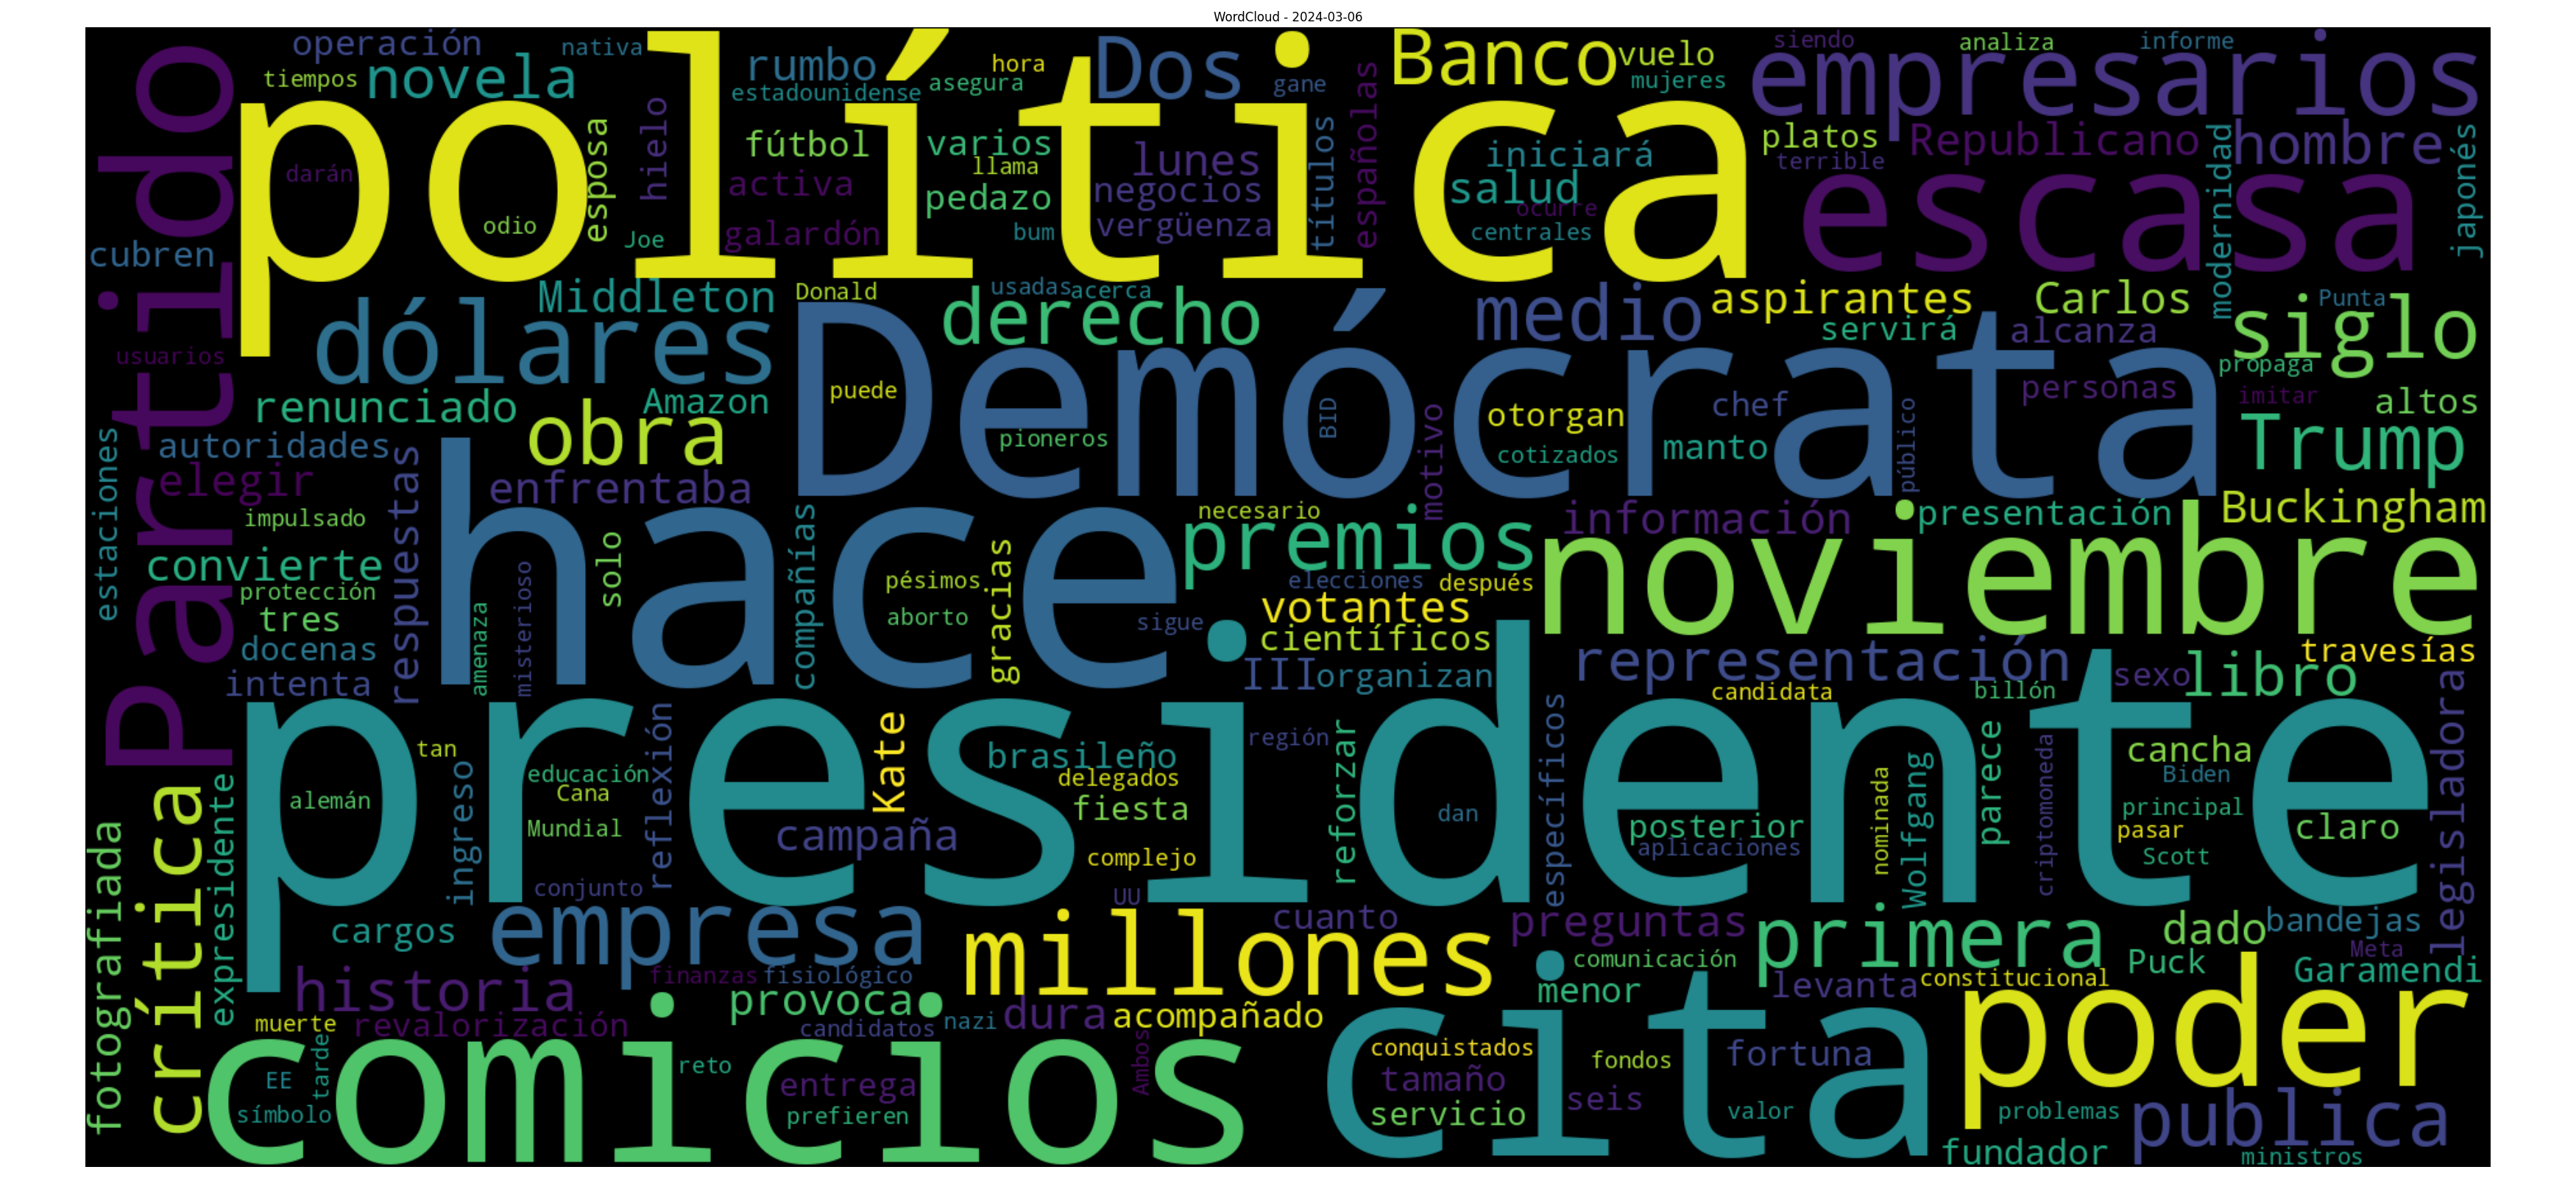 WordCloud - 2024-03-06
operación
nativa
tiempos
novela
rumbo
estadounidense
asegura
hora
Dos
gane
Banco
vuelo
mujeres
siendo
analiza
informe
empresarios
Partido
política
esposa
hielo
fútbol
varios
llama
lunes
títulos
españolas
iniciará
platos
terrible
Republicano
modernidad
hombre
japonés
darán
odio
Joe
activa
galardón
pedazo
bum
negocios
vergüenza
salud
ocurre
centrales
escasa
cubren
Middleton
Donald
usadas
acerca
derecho
medio
aspirantes
Carlos
Punta
siglo
dólares
servirá
alcanza
propaga
usuarios
renunciado
Amazon
puede
Demócrata
BID
otorgan
chef
personas
imitar
altos
autoridades
obra
pioneros
motivo
cotizados
manto
público
Trump
estaciones
elegir
respuestas
enfrentaba
impulsado
hace
compañías
necesario
premios
información
presentación
Buckingham
convierte
protección
solo
pésimos
gracias
elecciones
después
noviembre
tres
amenaza
misterioso
aborto
sigue
votantes
científicos
docenas
intenta
III
organizan
representación
travesías
sexo
libro
candidata
billón
legisladora
presidente
tan
ingreso
educación
Cana
reflexión
Kate
brasileño
región
delegados
reforzar
específicos
parece
criptomoneda
cancha
Biden
crítica
alemán
Mundial
fiesta
dan
nominada
Wolfgang
principal
expresidente
campaña
complejo
posterior
aplicaciones
pasar
claro
Scott
fotografiada
conjunto
UU
cargos
empresa
millones
cuanto
preguntas
primera
dado
bandejas
Meta
historia
finanzas
fisiológico
comunicación
Puck
Garamendi
provoca
menor
levanta
constitucional
muerte
revalorización
candidatos
nazi
dura
acompañado
poder
comicios
EE
tarde
reto
Ambos
cita
conquistados
fondos
fortuna
símbolo
entrega
prefieren
tamaño
servicio
seis
valor
problemas
publica
fundador
ministros